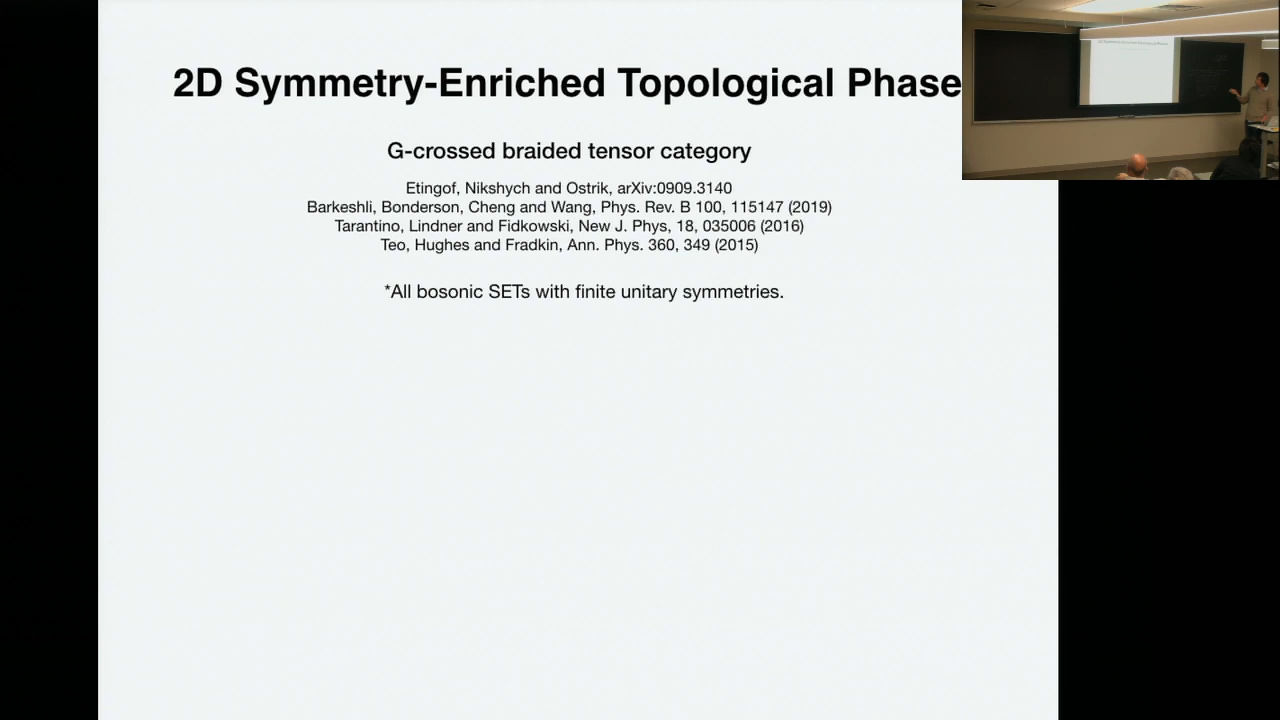 2D Symmetry-Enriched Topological Phase
G-crossed braided tensor category
Etingof, Nikshych and Ostrik, arXiv:0909.3140
Barkeshli, Bonderson, Cheng and Wang, Phys. Rev. B 100, 115147 (2019)
Tarantino, Lindner and Fidkowski, New J. Phys, 18, 035006 (2016)
Teo, Hughes and Fradkin, Ann. Phys. 360, 349 (2015)
*All bosonic SETs with finite unitary symmetries.